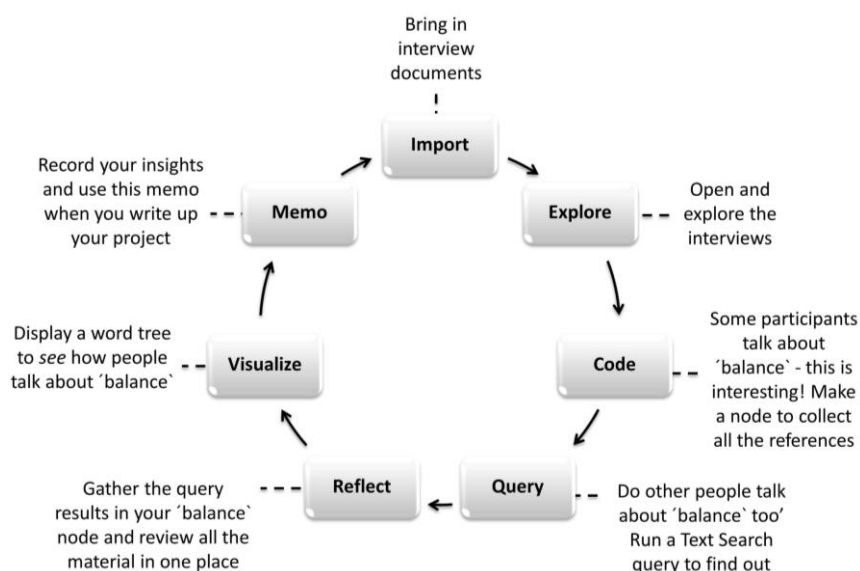 Bring in
interview
documents
Import
Explore
Open and
explore the
interviews
Code
Some participants
talk about
´balance` - this is
interesting! Make
a node to collect
all the references
Query
Do other people talk
about ´balance` too’
Run a Text Search
query to find out
Reflect
Gather the query
results in your ´balance`
node and review all the
material in one place
Visualize
Display a word tree
to see how people
talk about ´balance`
Memo
Record your insights
and use this memo
when you write up
your project